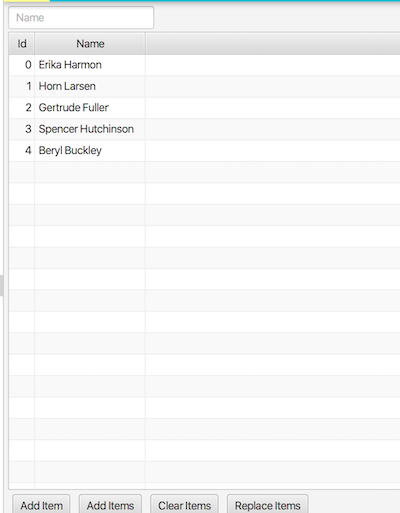 Name
Id Name
0 Erika Harmon
1 Horn Larsen
2 Gertrude Fuller
3 Spencer Hutchinson
4 Beryl Buckley
Add Item Add Items Clear Items Replace Items